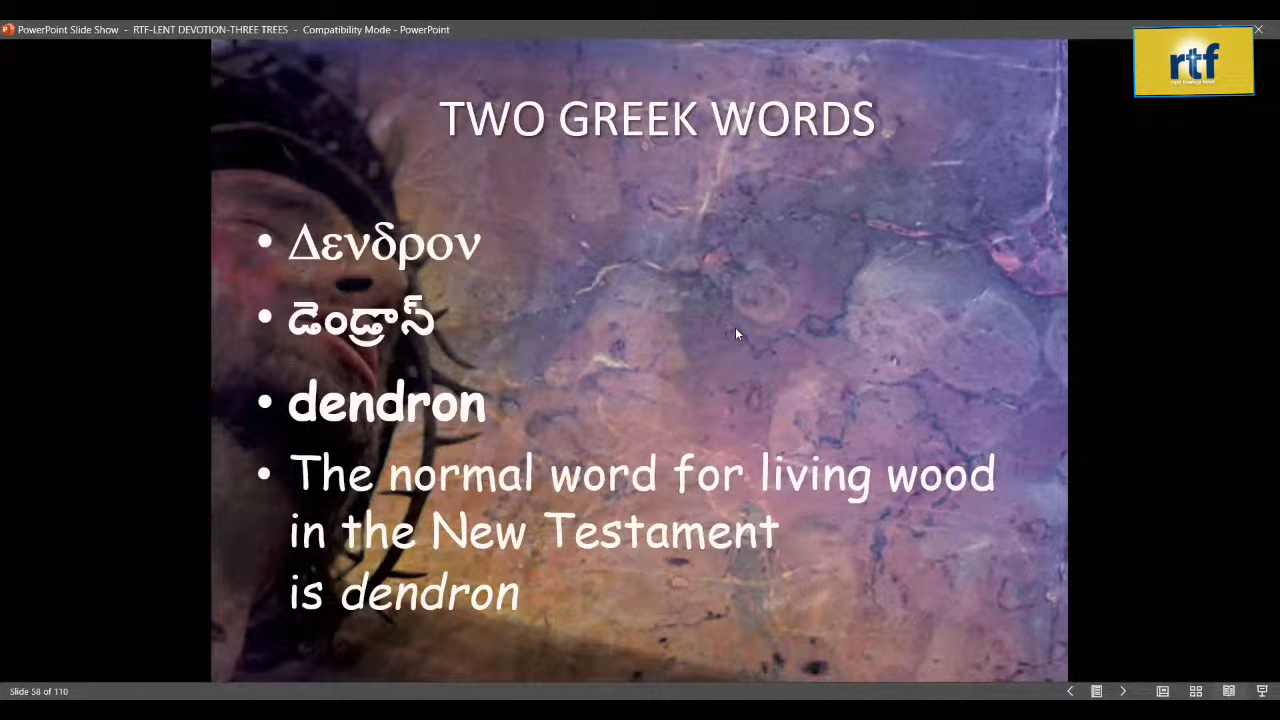 PowerPoint Slide Show - RTF-LENT DEVOTION-THREE TREES - Compatibility Mode - PowerPoint
rtf
TWO GREEK WORDS
• Δενδρον
• డెండ్రాన్
• dendron
• The normal word for living wood
in the New Testament
is dendron
Slide 58 of 110